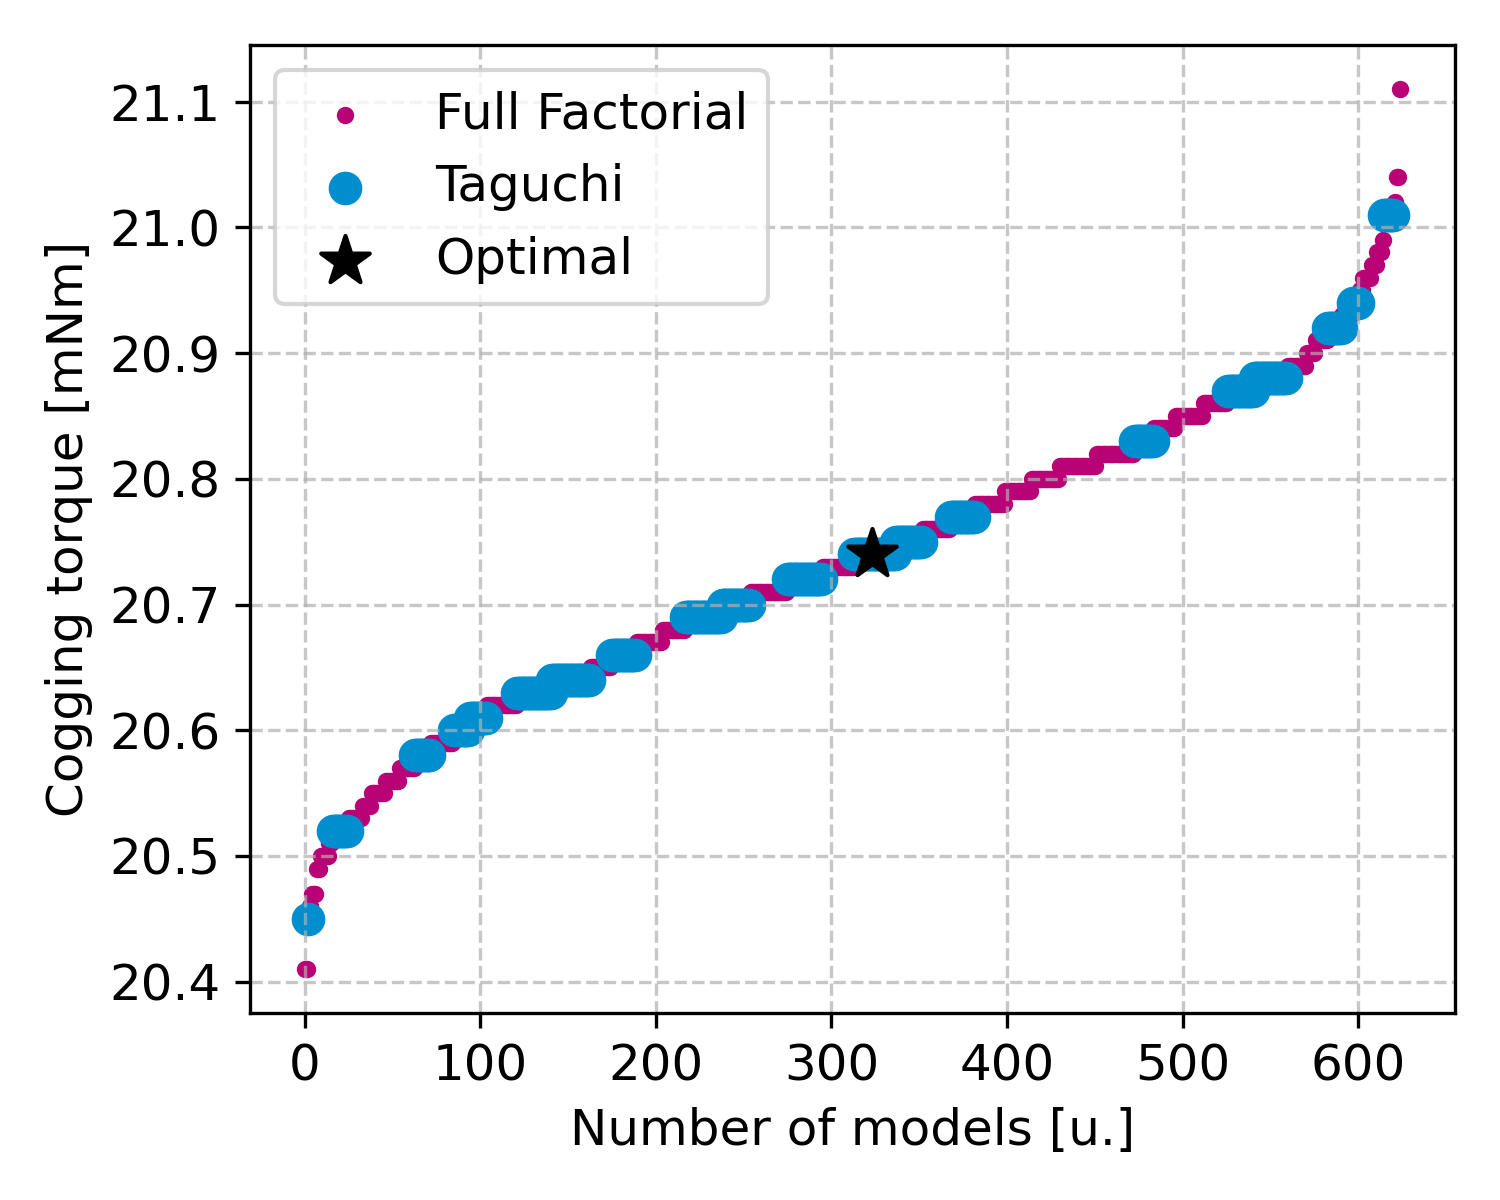 Full Factorial
Taguchi
Optimal
21.1
21.0
20.9
20.8
20.7
20.6
20.5
20.4
Cogging torque [mNm]
0 100 200 300 400 500 600
Number of models [u.]